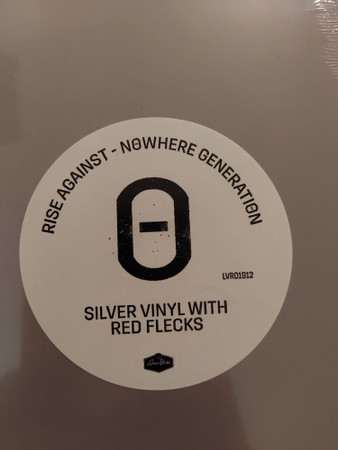 RISE AGAINST - NOWHERE GENERATION
LVR01912
SILVER VINYL WITH
RED FLECKS